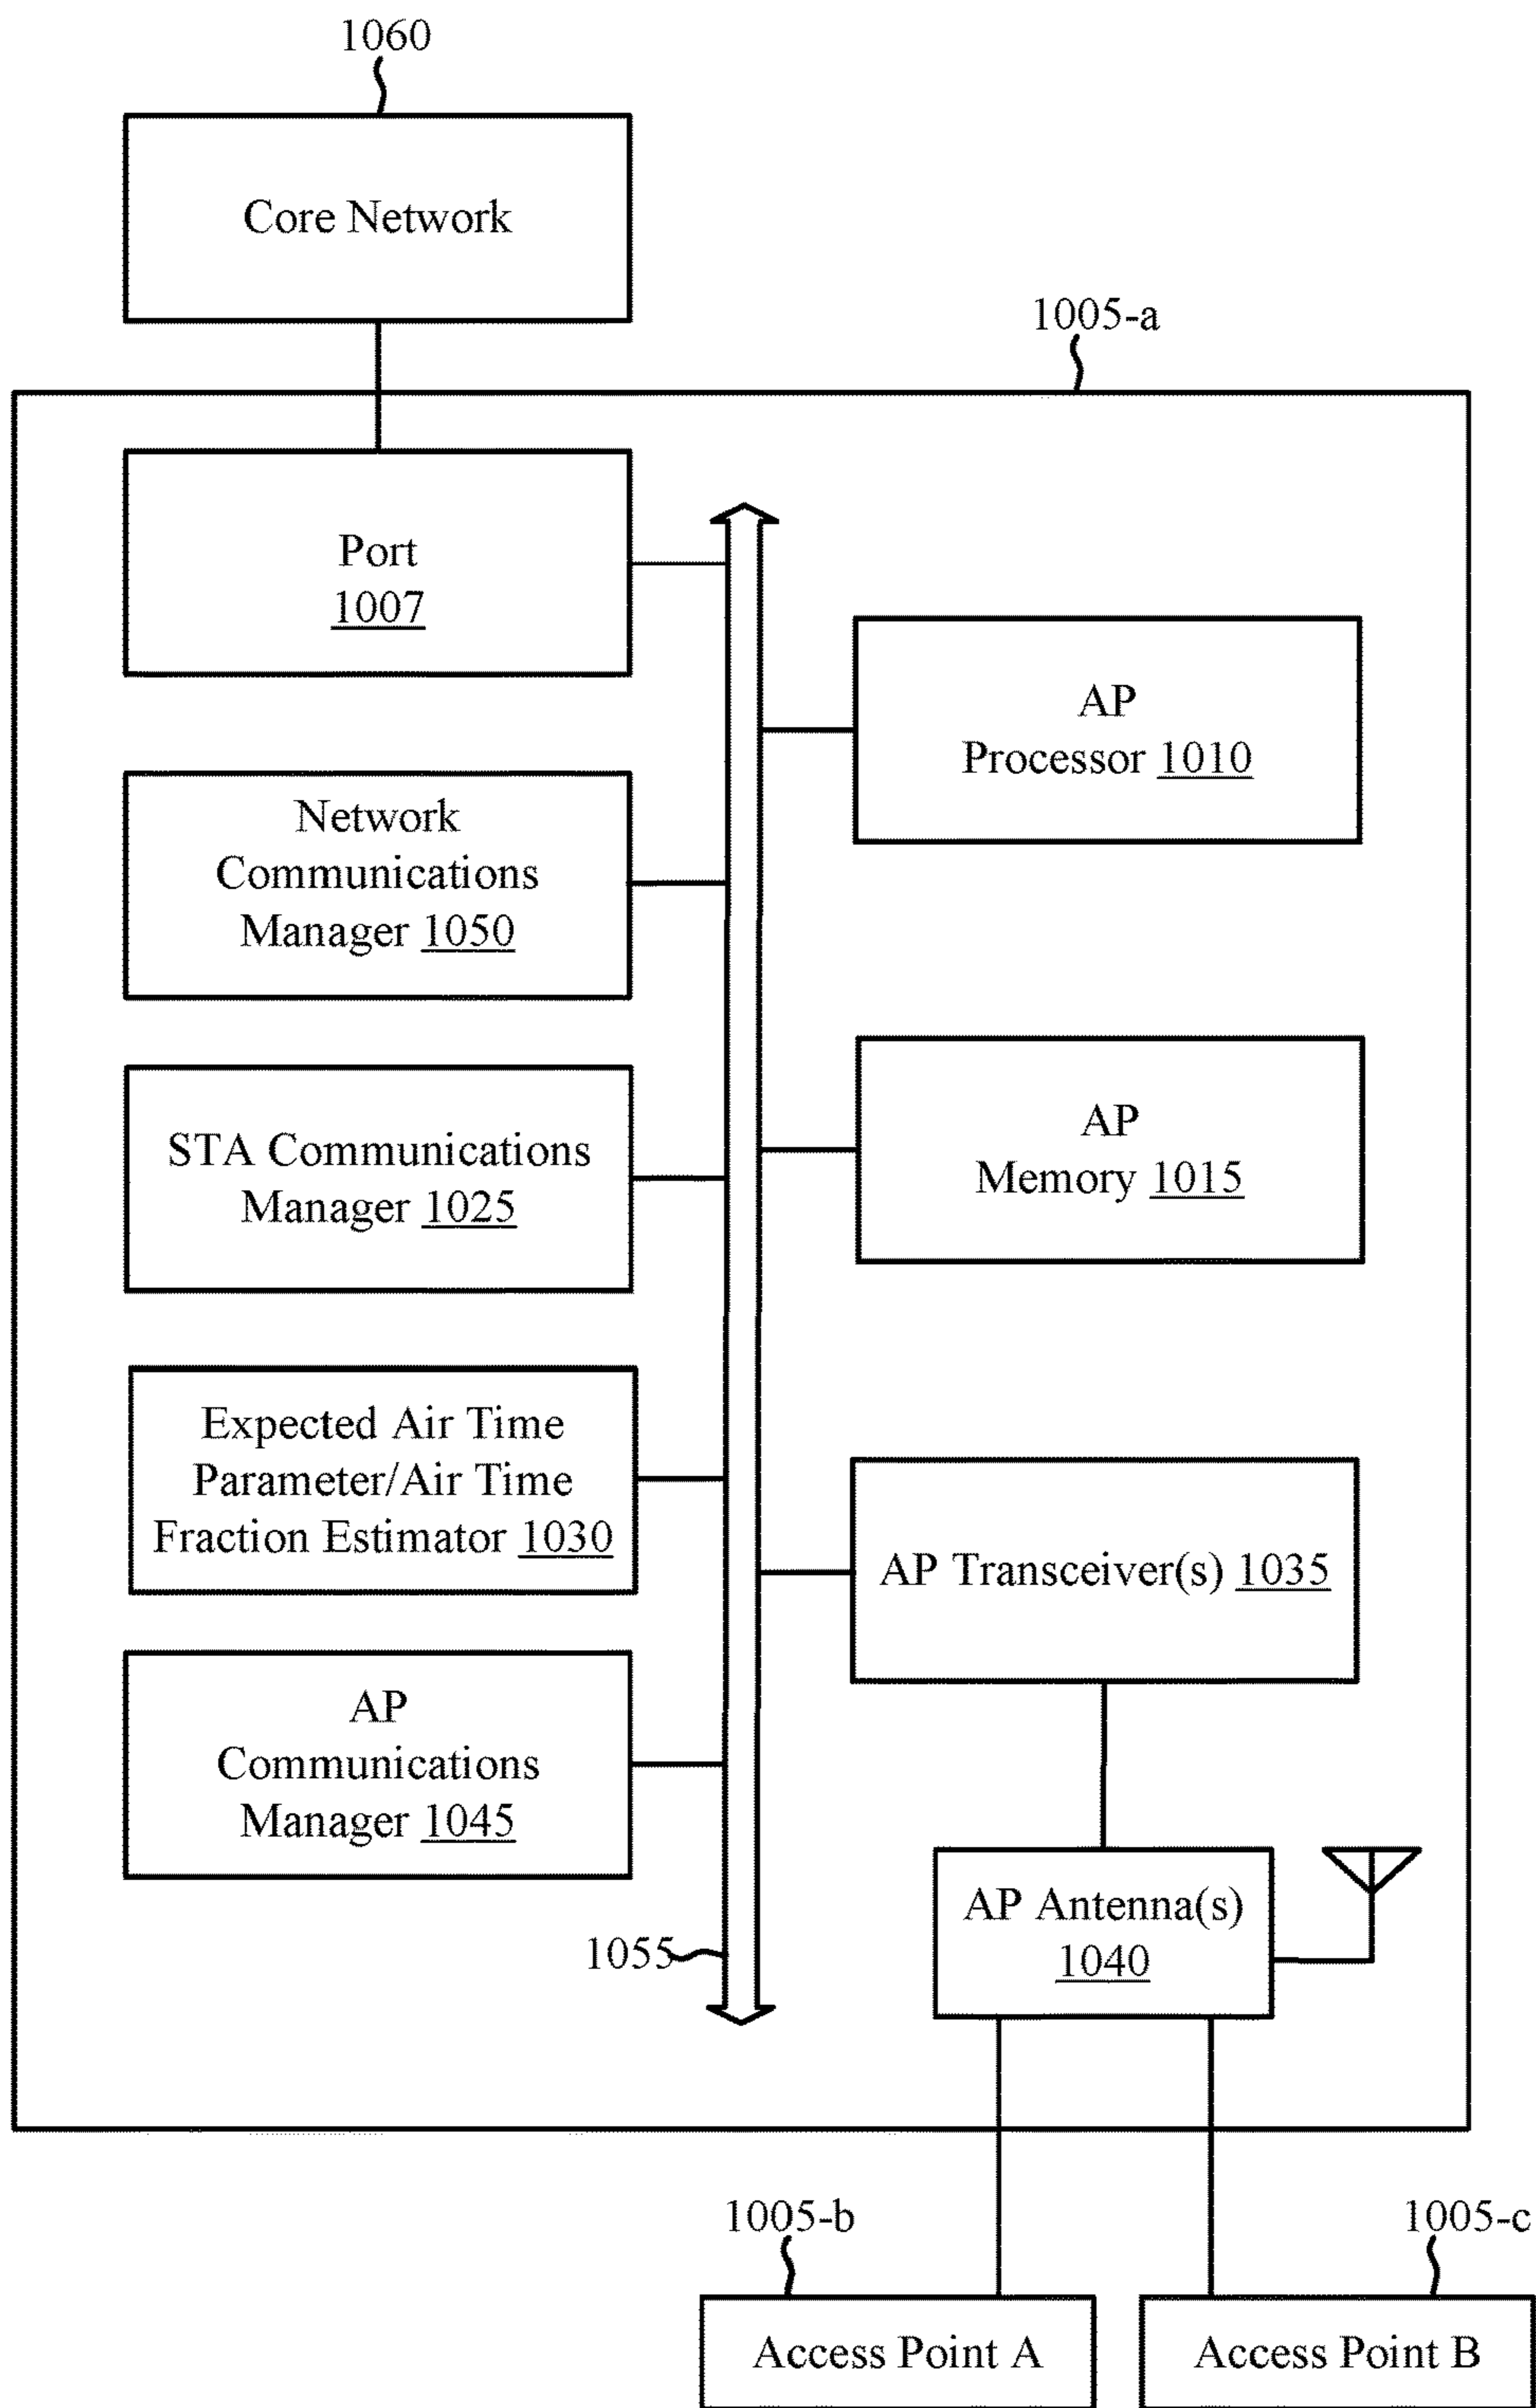 1060
Core Network
1005-a
Port
1007
Network
Communications
Manager 1050
STA Communications
Manager 1025
Expected Air Time
Parameter/Air Time
Fraction Estimator 1030
AP
Communications
Manager 1045
1055
AP
Processor 1010
AP
Memory 1015
AP Transceiver(s) 1035
AP Antenna(s)
1040
1005-b
1005-c
Access Point A
Access Point B